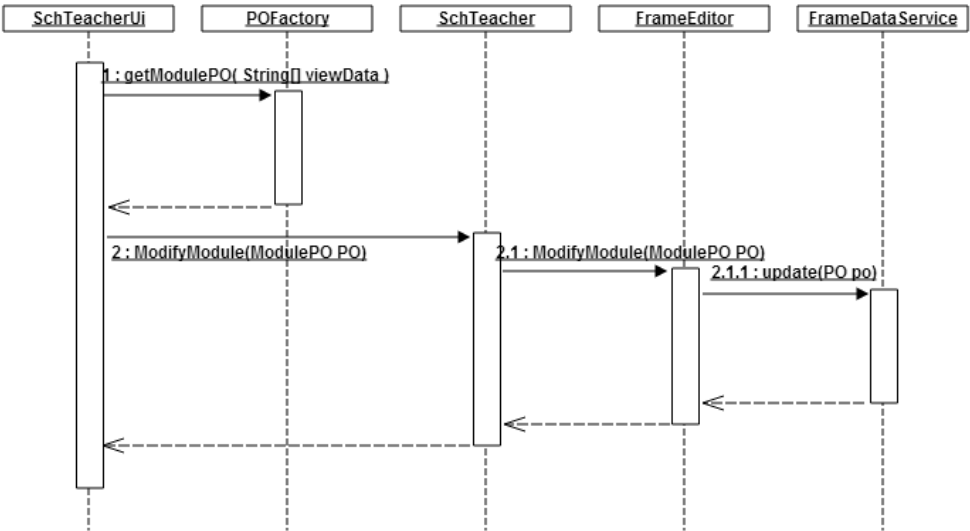 SchTeacherUi
POFactory
SchTeacher
FrameEditor
FrameDataService
1 : getModulePO( String[] viewData )
2 : ModifyModule(ModulePO PO)
2.1 : ModifyModule(ModulePO PO)
2.1.1 : update(PO po)